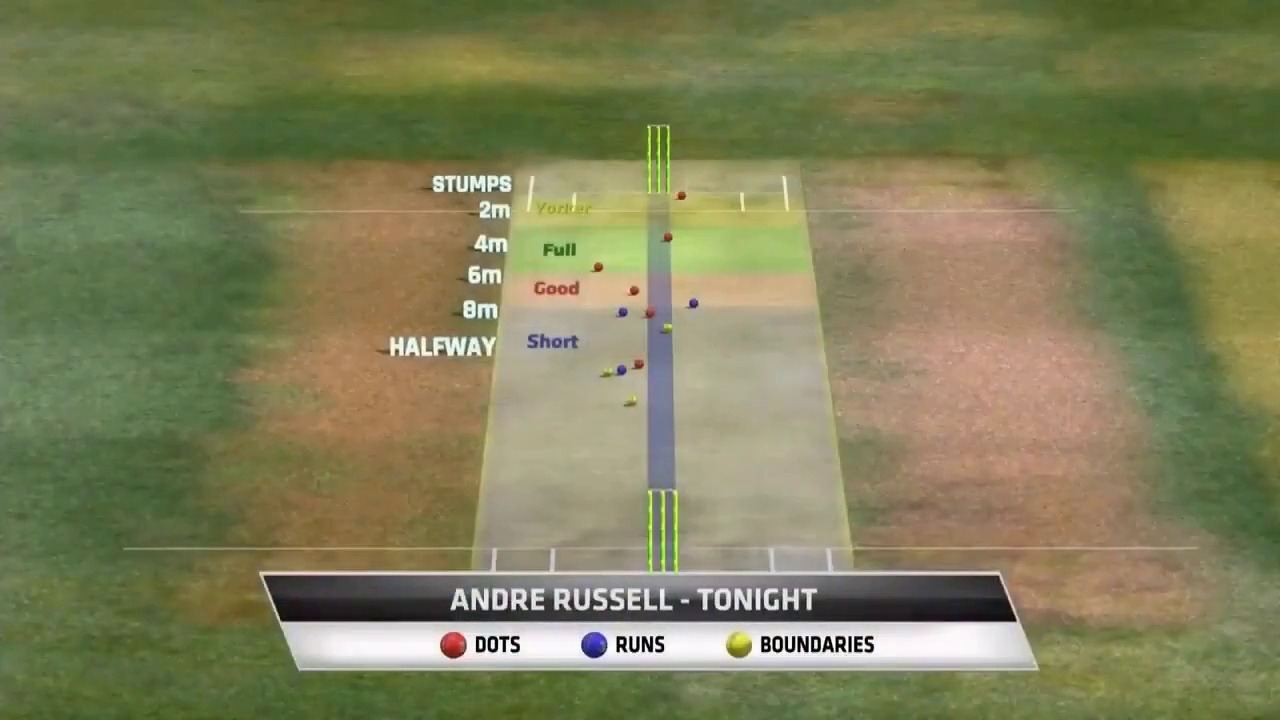 STUMPS
2m
Yorker
4m
Full
6m
Good
8m
HALFWAY
Short
ANDRE RUSSELL - TONIGHT
DOTS RUNS BOUNDARIES